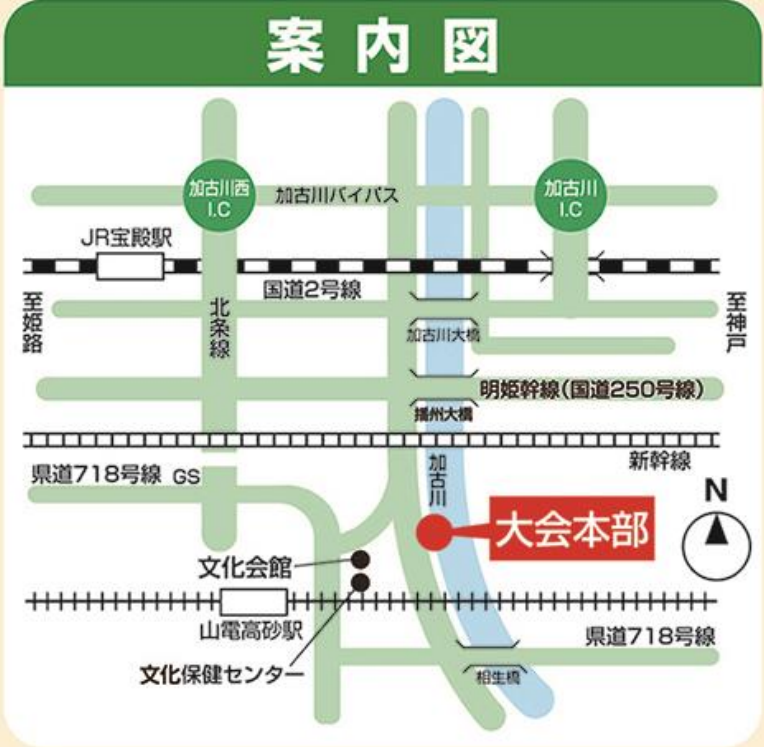 案内図
加古川西
I.C
加古川バイパス
加古川
I.C
JR宝殿駅
国道2号線
至姫路
北条線
至神戸
加古川大橋
明姫幹線(国道250号線)
播州大橋
新幹線
県道718号線 GS
加古川
N
大会本部
文化会館
山電高砂駅
県道718号線
文化保健センター
相生橋